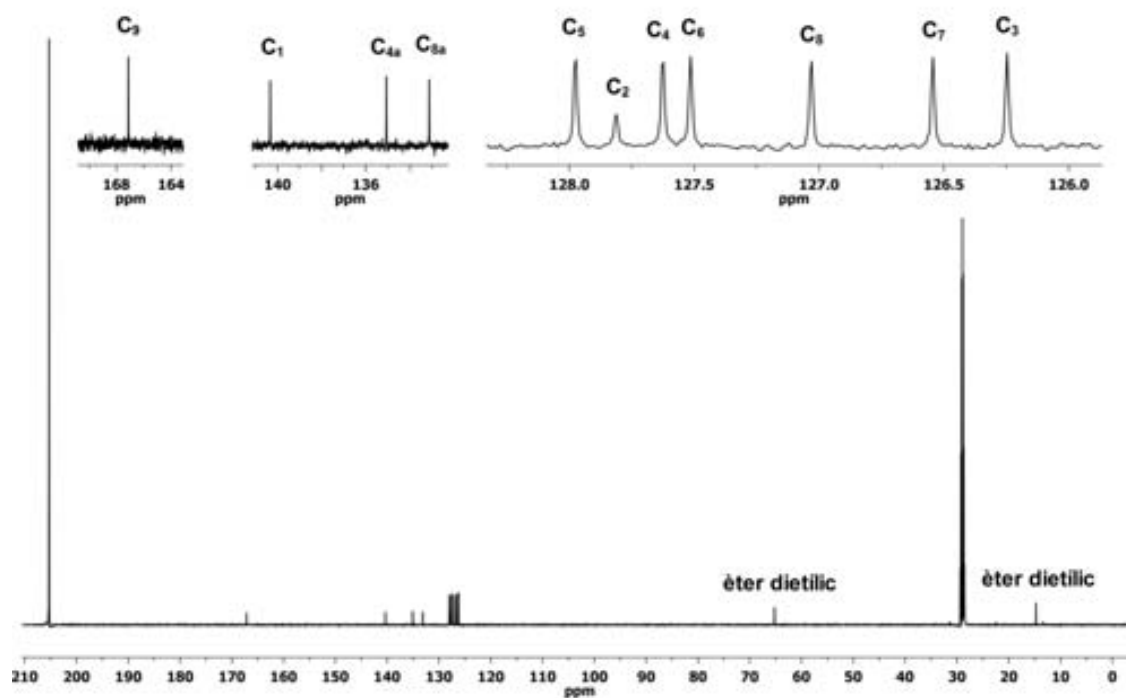 C₉
C₁ C₄ₐ C₈ₐ
C₅ C₂ C₄ C₆ C₈ C₇ C₃
168 164
ppm
140 136
ppm
128.0 127.5 127.0 126.5 126.0
ppm
èter dietílic èter dietílic
210 200 190 180 170 160 150 140 130 120 110 100 90 80 70 60 50 40 30 20 10 0
ppm